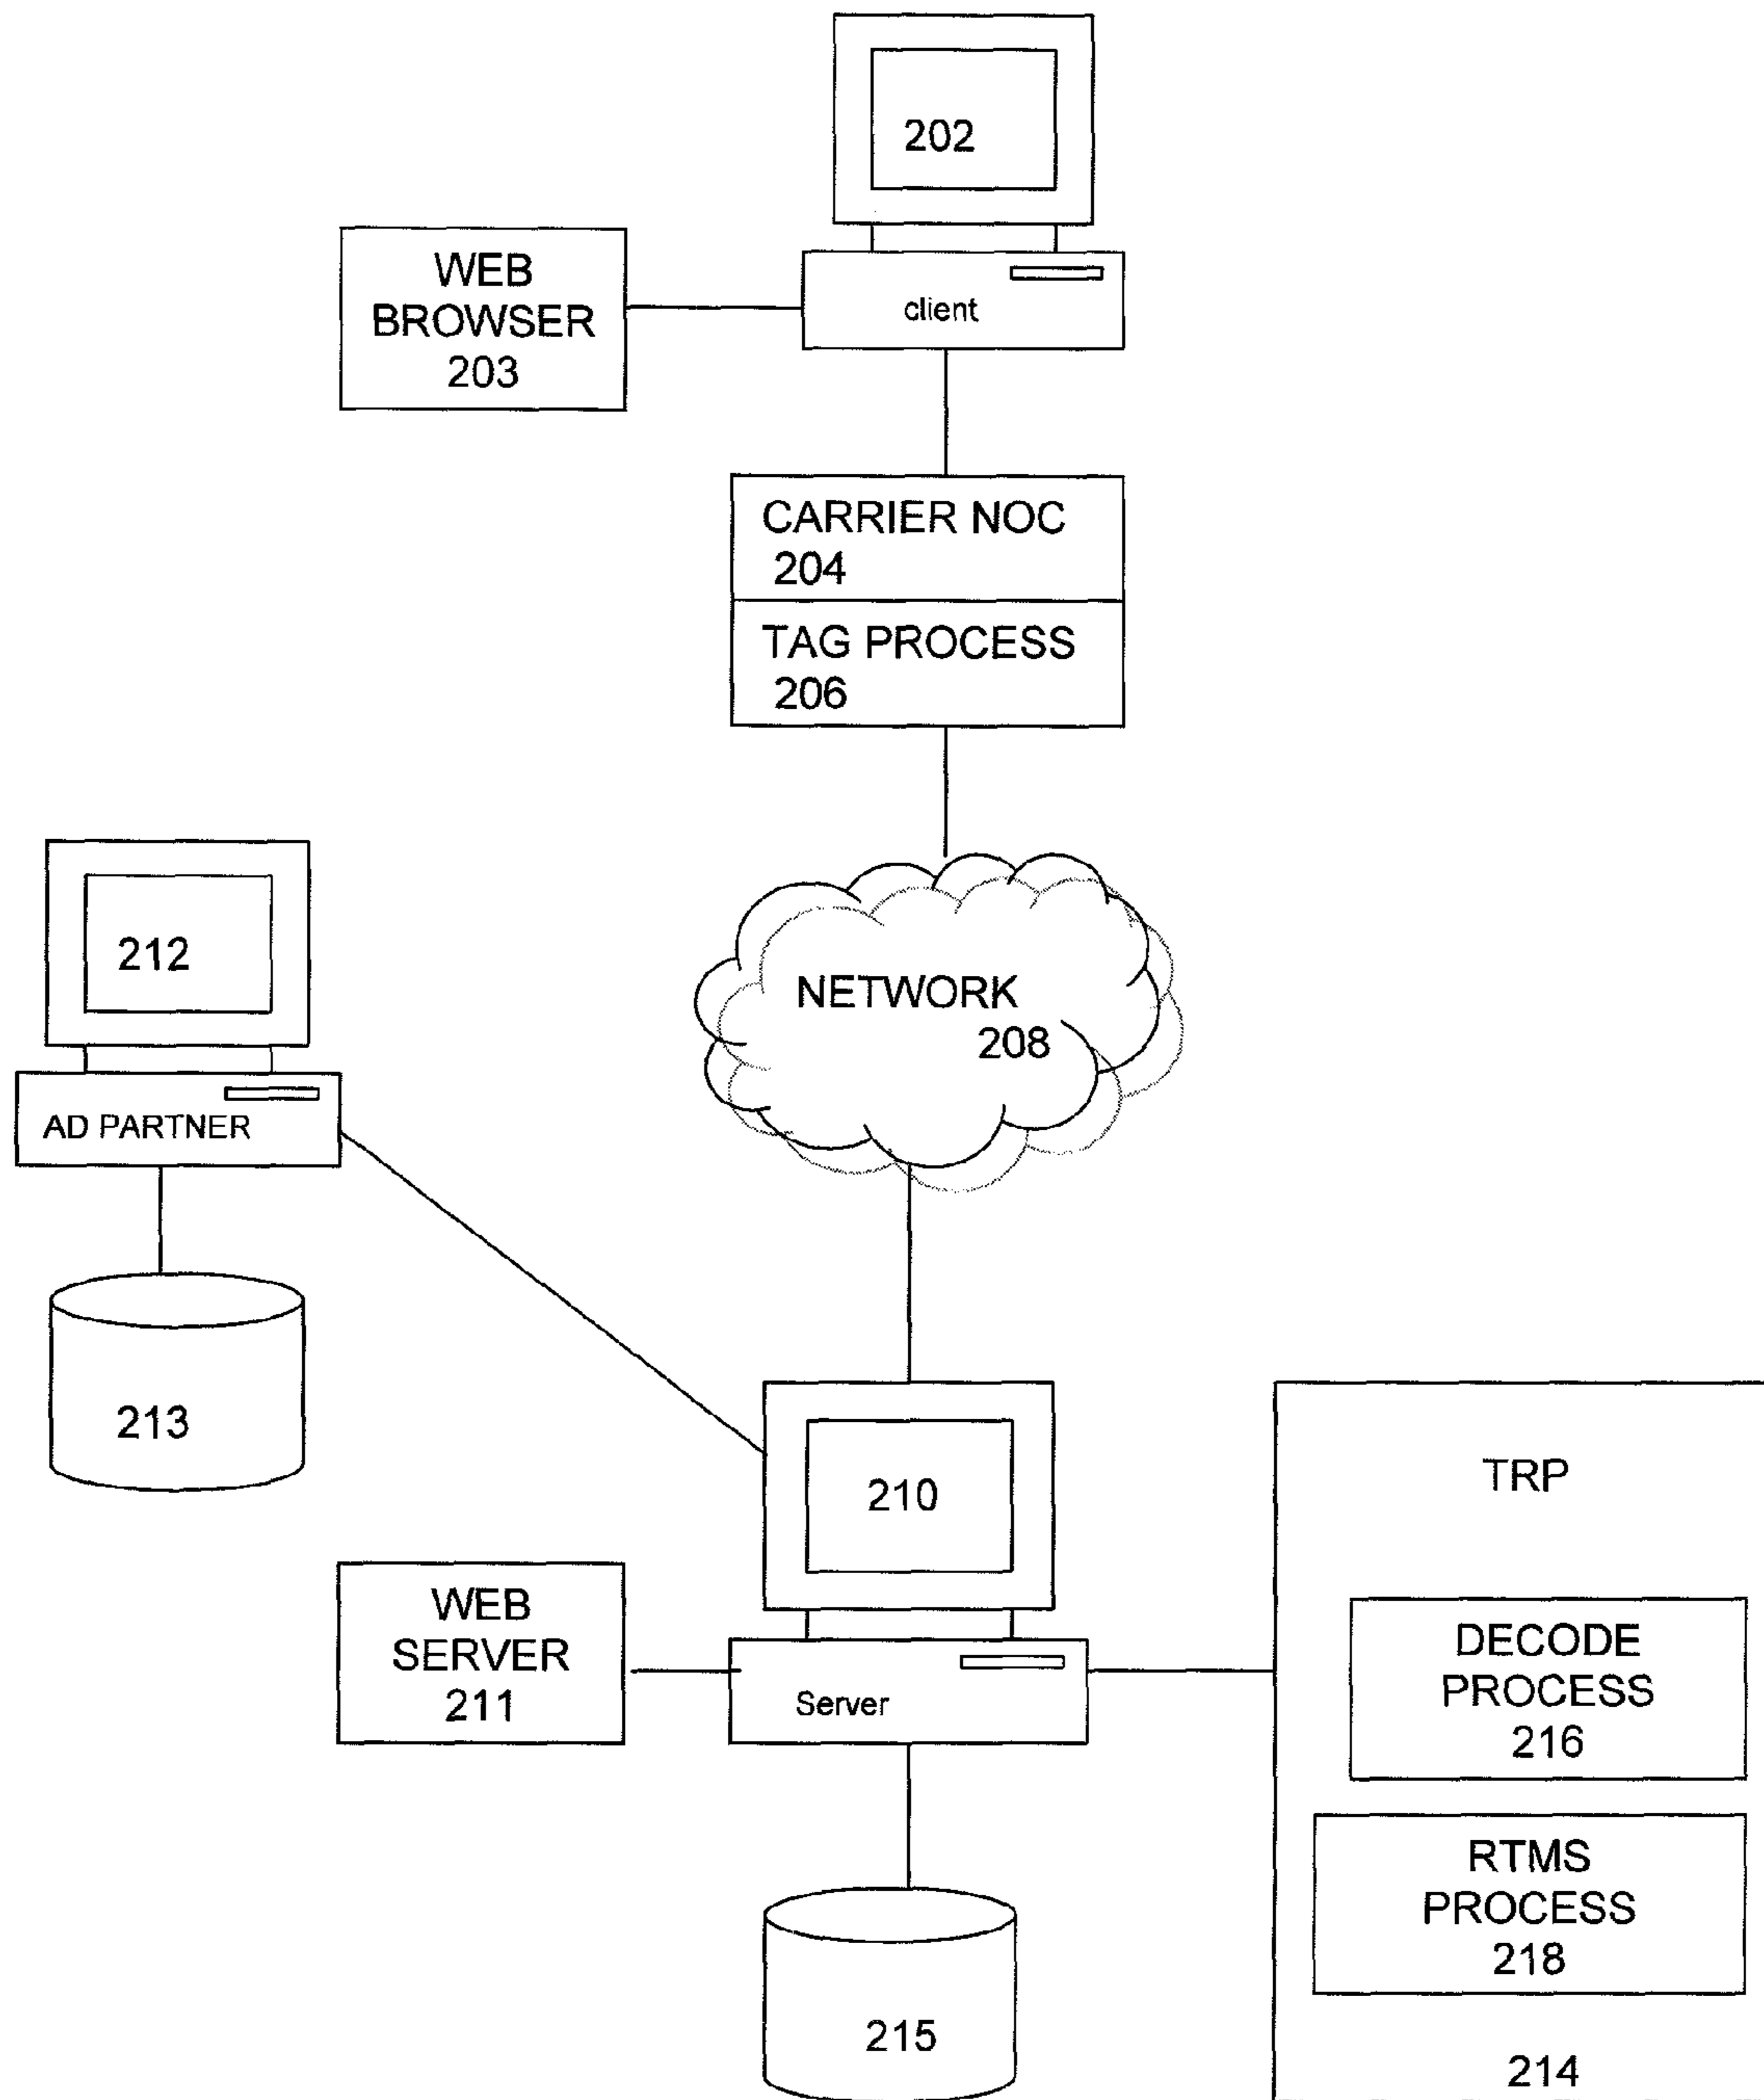 202
WEB
BROWSER
203
client
CARRIER NOC
204
TAG PROCESS
206
NETWORK
208
212
AD PARTNER
213
210
WEB
SERVER
211
Server
215
TRP
DECODE
PROCESS
216
RTMS
PROCESS
218
214